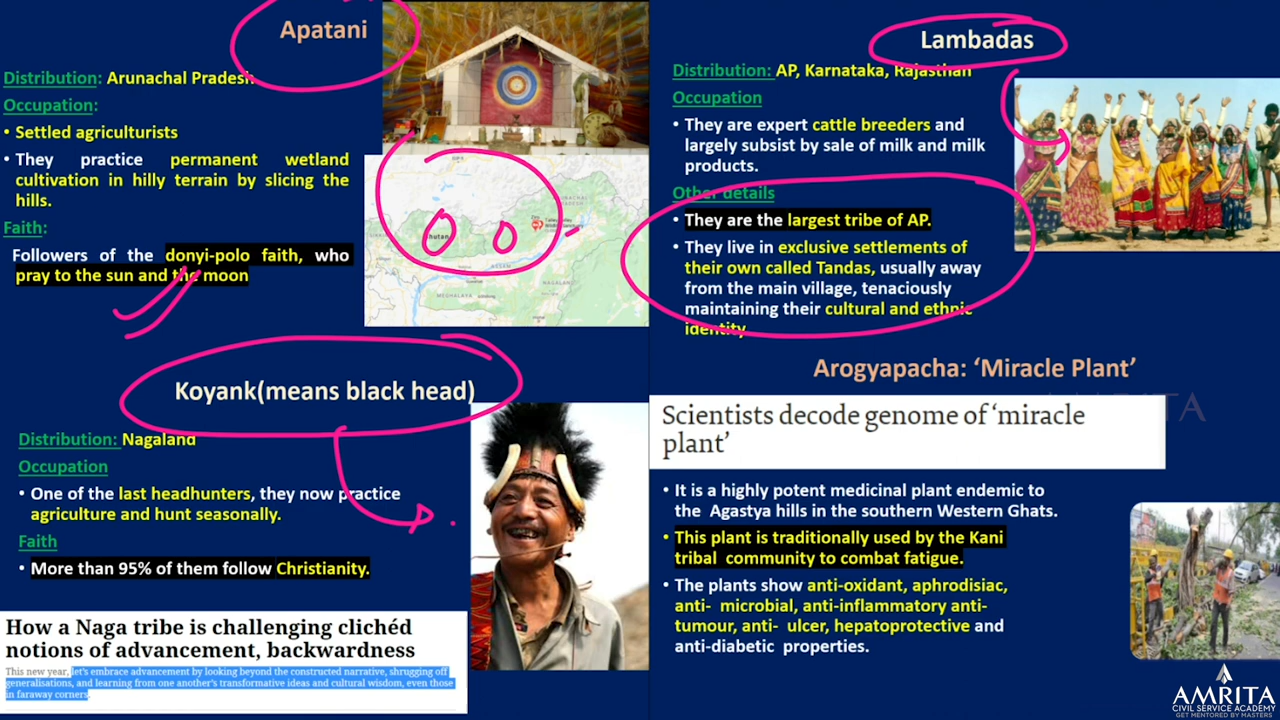 Apatani
Distribution: Arunachal Pradesh
Occupation:
• Settled agriculturists
• They practice permanent wetland
cultivation in hilly terrain by slicing the
hills.
Faith:
Followers of the donyi-polo faith, who
pray to the sun and the moon
Lambadas
Distribution: AP, Karnataka, Rajasthan
Occupation
• They are expert cattle breeders and
largely subsist by sale of milk and milk
products.
Other details
• They are the largest tribe of AP.
• They live in exclusive settlements of
their own called Tandas, usually away
from the main village, tenaciously
maintaining their cultural and ethnic
identity
Koyank(means black head)
Distribution: Nagaland
Occupation
• One of the last headhunters, they now practice
agriculture and hunt seasonally.
Faith
• More than 95% of them follow Christianity.
How a Naga tribe is challenging clichéd
notions of advancement, backwardness
This new year, let's embrace advancement by looking beyond the constructed narrative, shrugging off
generalisations, and learning from one another's transformative ideas and cultural wisdom, even those
in faraway corners.
Arogyapacha: ‘Miracle Plant’
Scientists decode genome of ‘miracle
plant’
• It is a highly potent medicinal plant endemic to
the Agastya hills in the southern Western Ghats.
• This plant is traditionally used by the Kani
tribal community to combat fatigue.
• The plants show anti-oxidant, aphrodisiac,
anti- microbial, anti-inflammatory anti-
tumour, anti- ulcer, hepatoprotective and
anti-diabetic properties.
AMRITA
CIVIL SERVICE ACADEMY
GET MENTORED BY MASTERS